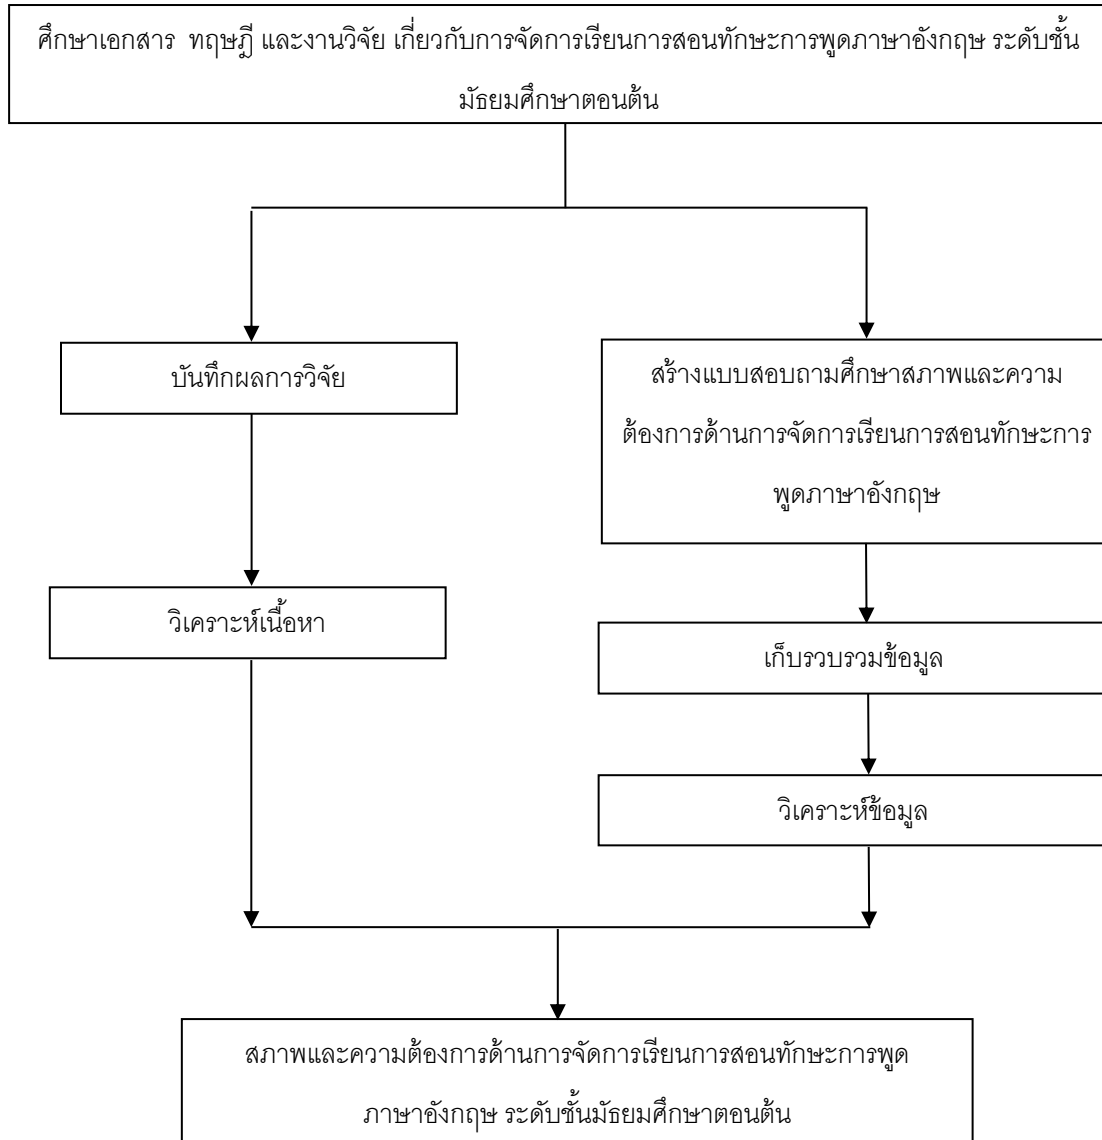 ศึกษาเอกสาร ทฤษฎี และงานวิจัย เกี่ยวกับการจัดการเรียนการสอนทักษะการพูดภาษาอังกฤษ ระดับชั้น
มัธยมศึกษาตอนต้น
บันทึกผลการวิจัย
สร้างแบบสอบถามศึกษาสภาพและความ
ต้องการด้านการจัดการเรียนการสอนทักษะการ
พูดภาษาอังกฤษ
วิเคราะห์เนื้อหา
เก็บรวบรวมข้อมูล
วิเคราะห์ข้อมูล
สภาพและความต้องการด้านการจัดการเรียนการสอนทักษะการพูด
ภาษาอังกฤษ ระดับชั้นมัธยมศึกษาตอนต้น